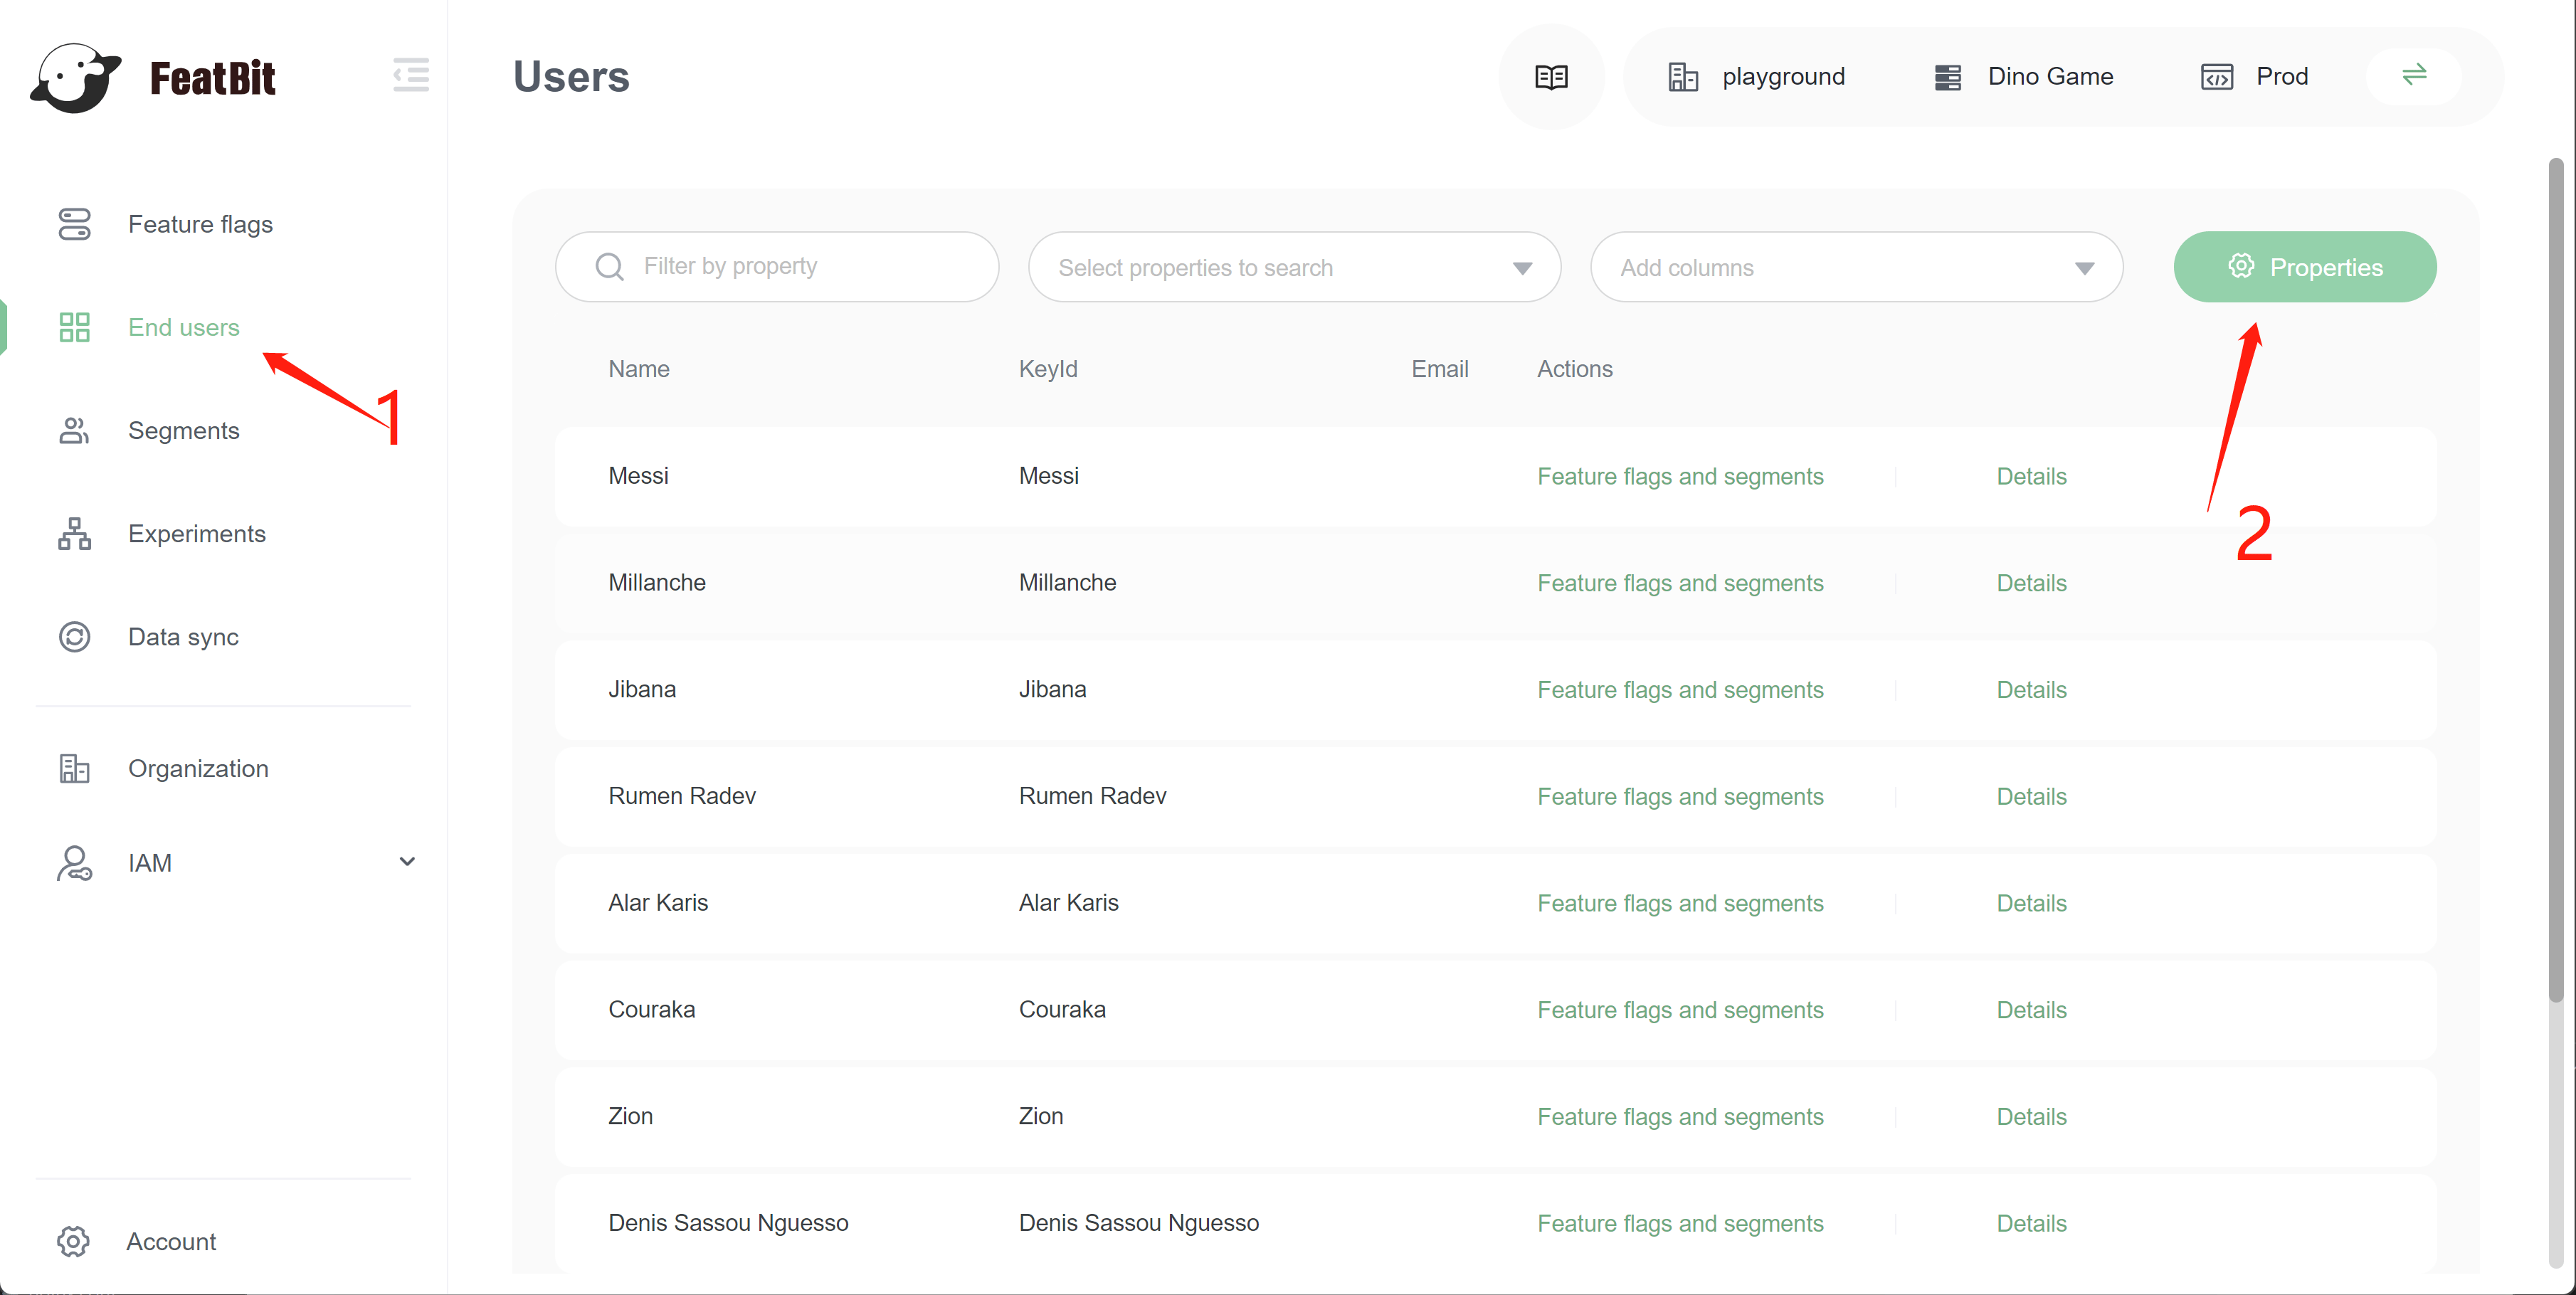 FeatBit
Users
playground
Dino Game
Prod
Feature flags
End users
Segments
Experiments
Data sync
Organization
IAM
Account
1
Filter by property
Select properties to search
Add columns
Properties
2
Name KeyId Email Actions
Messi Messi Feature flags and segments Details
Millanche Millanche Feature flags and segments Details
Jibana Jibana Feature flags and segments Details
Rumen Radev Rumen Radev Feature flags and segments Details
Alar Karis Alar Karis Feature flags and segments Details
Couraka Couraka Feature flags and segments Details
Zion Zion Feature flags and segments Details
Denis Sassou Nguesso Denis Sassou Nguesso Feature flags and segments Details